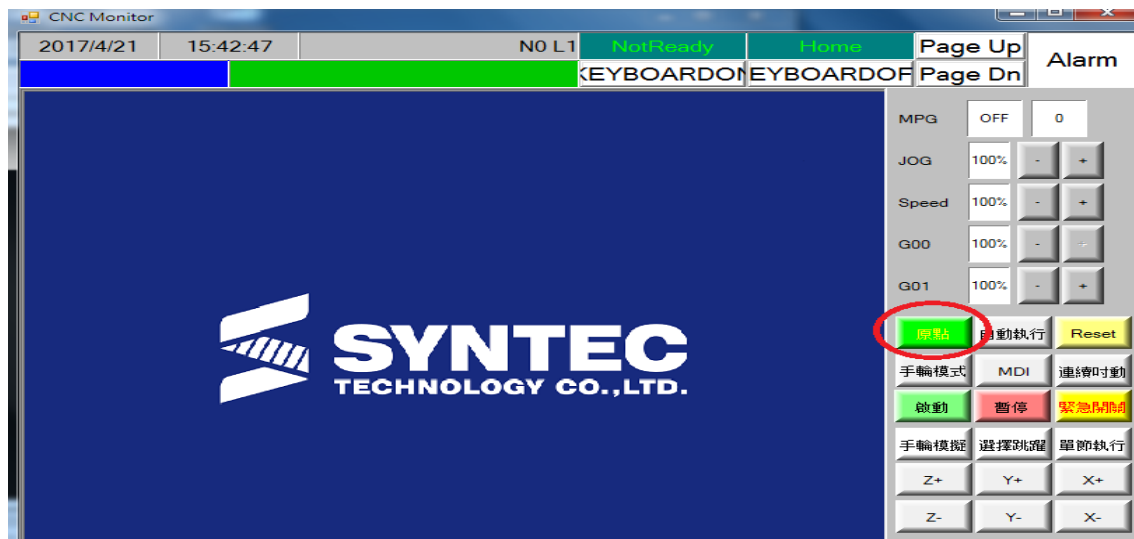 CNC Monitor
2017/4/21 15:42:47 N0 L1 NotReady Home Page Up Alarm
KEYBOARDON EYBOARDOF Page Dn
MPG OFF 0
JOG 100% - +
Speed 100% - +
G00 100% - +
G01 100% - +
原點 自動執行 Reset
手輪模式 MDI 連續吋動
啟動 暫停 緊急開關
手輪模擬 選擇跳躍 單節執行
Z+ Y+ X+
Z- Y- X-
SYNTEC
TECHNOLOGY CO.,LTD.